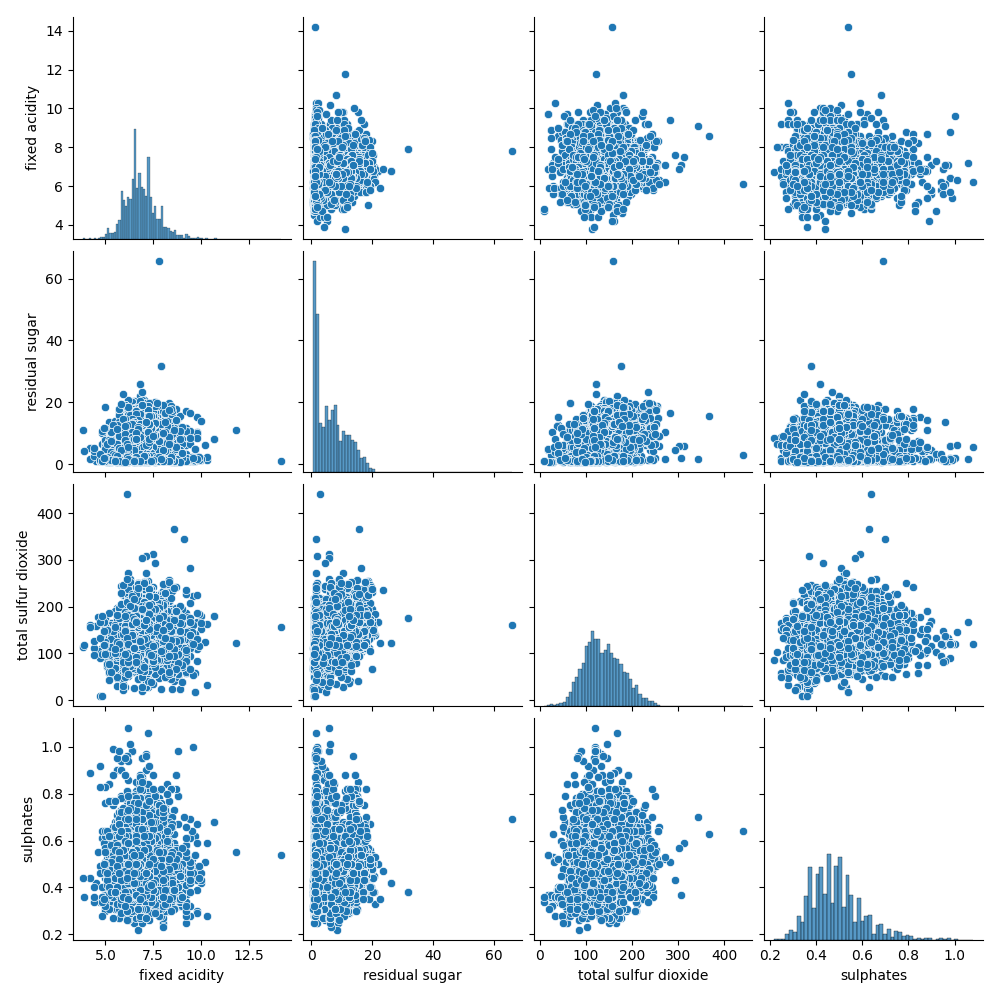 14
12
10
8
6
4
fixed acidity
60
40
20
0
residual sugar
400
300
200
100
0
total sulfur dioxide
1.0
0.8
0.6
0.4
0.2
sulphates
5.0 7.5 10.0 12.5
fixed acidity
0 20 40 60
residual sugar
0 100 200 300 400
total sulfur dioxide
0.2 0.4 0.6 0.8 1.0
sulphates